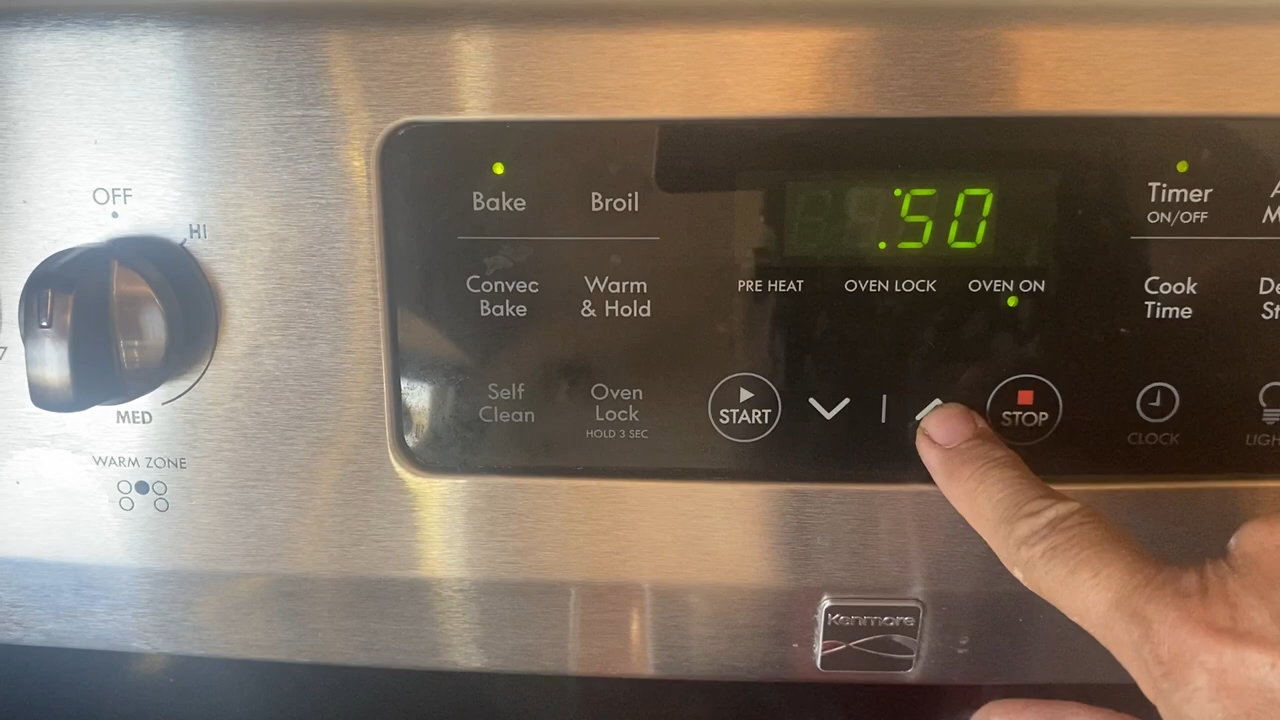 OFF
HI
MED
WARM ZONE
Bake
Broil
Convec
Bake
Warm
& Hold
Self
Clean
Oven
Lock
HOLD 3 SEC
.50
PRE HEAT
OVEN LOCK
OVEN ON
START
STOP
Timer
ON/OFF
Cook
Time
CLOCK
Kenmore